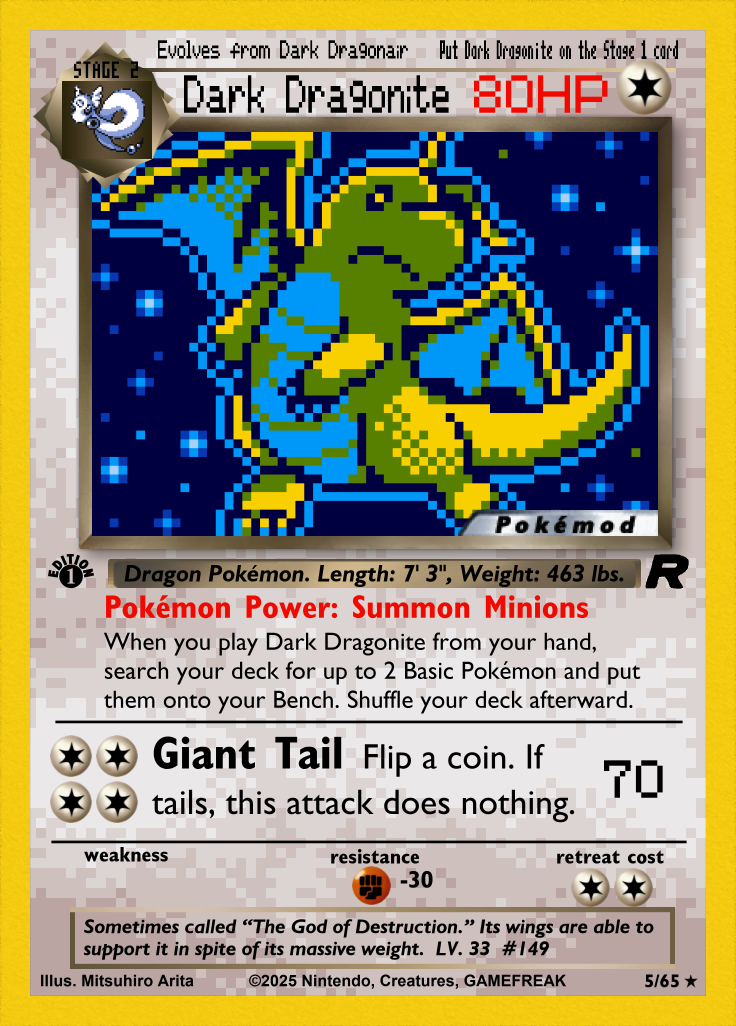 Evolves from Dark Dragonair Put Dark Dragonite on the Stage 1 card
STAGE 2
Dark Dragonite 80HP
Pokémod
EDITION
1
Dragon Pokémon. Length: 7' 3", Weight: 463 lbs.
R
Pokémon Power: Summon Minions
When you play Dark Dragonite from your hand,
search your deck for up to 2 Basic Pokémon and put
them onto your Bench. Shuffle your deck afterward.
Giant Tail Flip a coin. If
tails, this attack does nothing.
70
weakness resistance retreat cost
-30
Sometimes called “The God of Destruction.” Its wings are able to
support it in spite of its massive weight. LV. 33 #149
Illus. Mitsuhiro Arita ©2025 Nintendo, Creatures, GAMEFREAK 5/65 ★